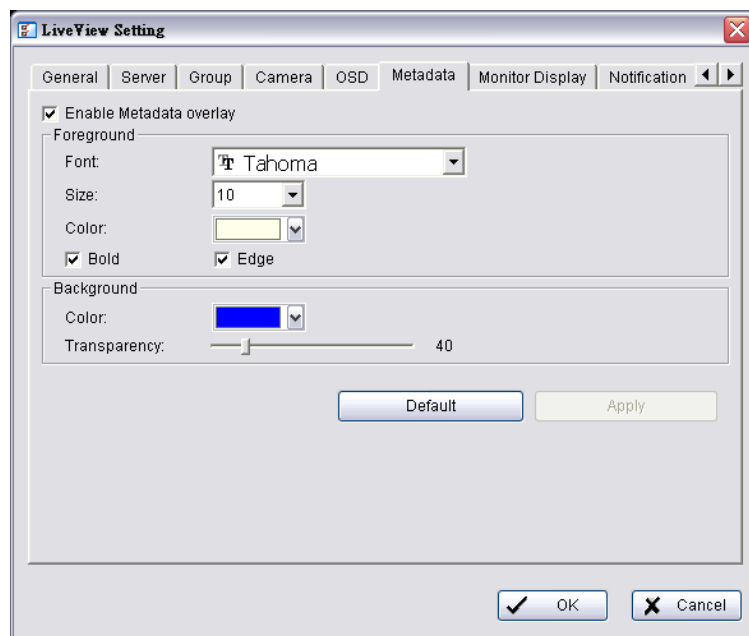 LiveView Setting
General Server Group Camera OSD Metadata Monitor Display Notification
Enable Metadata overlay
Foreground
Font: Tahoma
Size: 10
Color:
Bold Edge
Background
Color:
Transparency: 40
Default Apply
OK Cancel